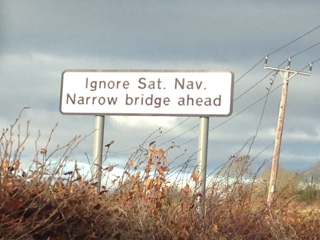 Ignore Sat. Nav.
Narrow bridge ahead